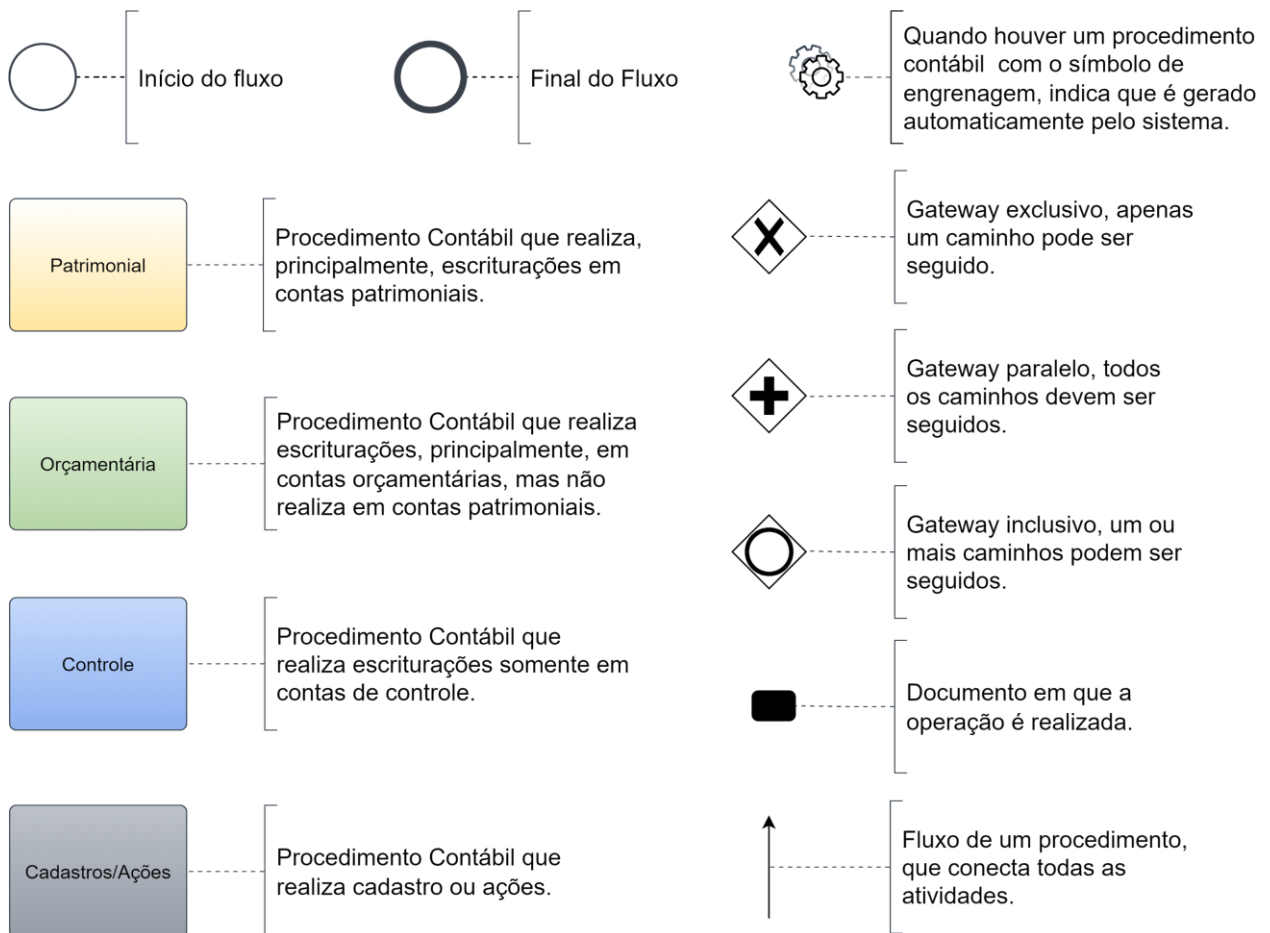 Início do fluxo
Final do Fluxo
Quando houver um procedimento
contábil com o símbolo de
engrenagem, indica que é gerado
automaticamente pelo sistema.
Patrimonial
Procedimento Contábil que realiza,
principalmente, escriturações em
contas patrimoniais.
Gateway exclusivo, apenas
um caminho pode ser
seguido.
Orçamentária
Procedimento Contábil que realiza
escriturações, principalmente, em
contas orçamentárias, mas não
realiza em contas patrimoniais.
Gateway paralelo, todos
os caminhos devem ser
seguidos.
Gateway inclusivo, um ou
mais caminhos podem ser
seguidos.
Controle
Procedimento Contábil que
realiza escriturações somente em
contas de controle.
Documento em que a
operação é realizada.
Cadastros/Ações
Procedimento Contábil que
realiza cadastro ou ações.
Fluxo de um procedimento,
que conecta todas as
atividades.